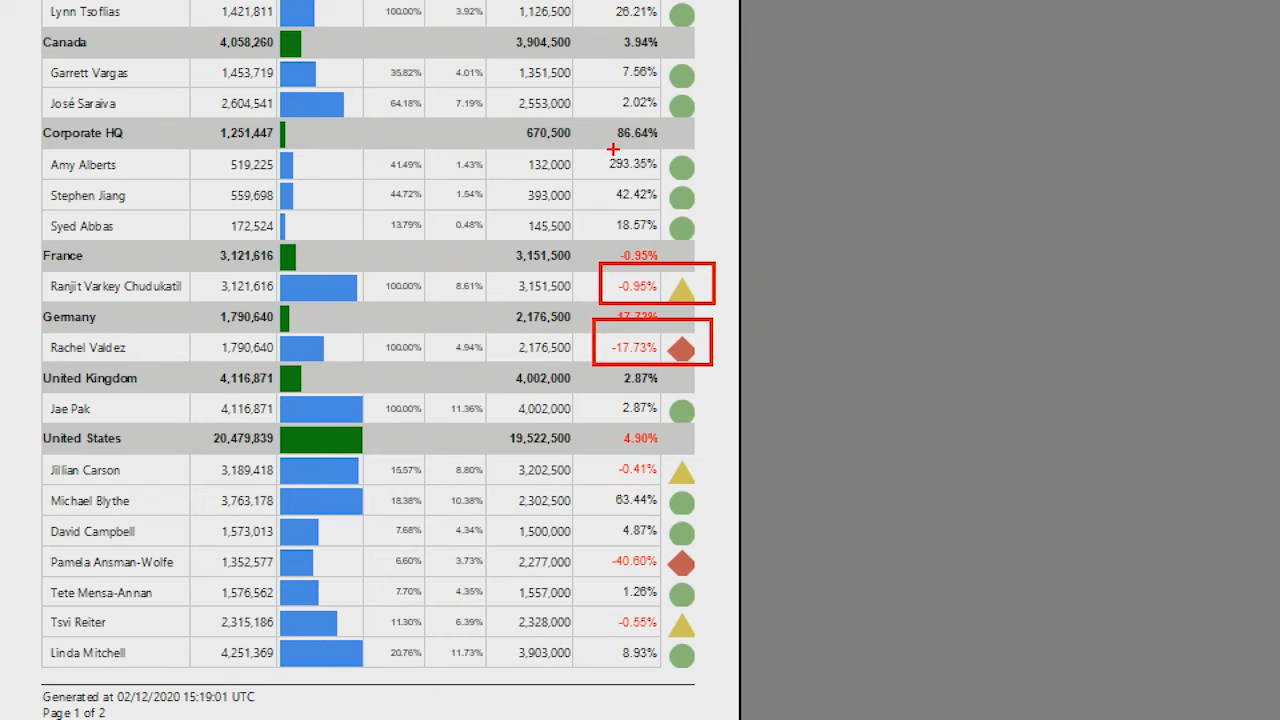 Lynn Tsoflias 1,421,811 100.00% 3.92% 1,126,500 26.21%
Canada 4,058,260 3,904,500 3.94%
Garrett Vargas 1,453,719 35.82% 4.01% 1,351,500 7.56%
José Saraiva 2,604,541 64.18% 7.19% 2,553,000 2.02%
Corporate HQ 1,251,447 670,500 86.64%
Amy Alberts 519,225 41.49% 1.43% 132,000 293.35%
Stephen Jiang 559,698 44.72% 1.54% 393,000 42.42%
Syed Abbas 172,524 13.79% 0.48% 145,500 18.57%
France 3,121,616 3,151,500 -0.95%
Ranjit Varkey Chudukatil 3,121,616 100.00% 8.61% 3,151,500 -0.95%
Germany 1,790,640 2,176,500
Rachel Valdez 1,790,640 100.00% 4.94% 2,176,500 -17.73%
United Kingdom 4,116,871 4,002,000 2.87%
Jae Pak 4,116,871 100.00% 11.36% 4,002,000 2.87%
United States 20,479,839 19,522,500 4.90%
Jillian Carson 3,189,418 15.57% 8.80% 3,202,500 -0.41%
Michael Blythe 3,763,178 18.38% 10.38% 2,302,500 63.44%
David Campbell 1,573,013 7.68% 4.34% 1,500,000 4.87%
Pamela Ansman-Wolfe 1,352,577 6.60% 3.73% 2,277,000 -40.60%
Tete Mensa-Annan 1,576,562 7.70% 4.35% 1,557,000 1.26%
Tsvi Reiter 2,315,186 11.30% 6.39% 2,328,000 -0.55%
Linda Mitchell 4,251,369 20.76% 11.73% 3,903,000 8.93%
Generated at 02/12/2020 15:19:01 UTC
Page 1 of 2